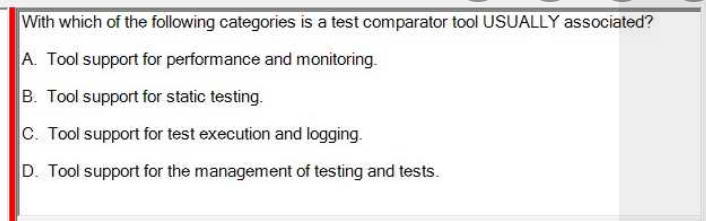 With which of the following categories is a test comparator tool USUALLY associated?
A. Tool support for performance and monitoring.
B. Tool support for static testing.
C. Tool support for test execution and logging.
D. Tool support for the management of testing and tests.